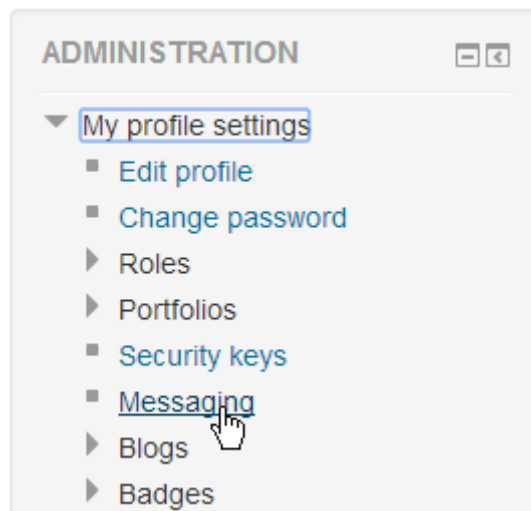 ADMINISTRATION
My profile settings
Edit profile
Change password
Roles
Portfolios
Security keys
Messaging
Blogs
Badges